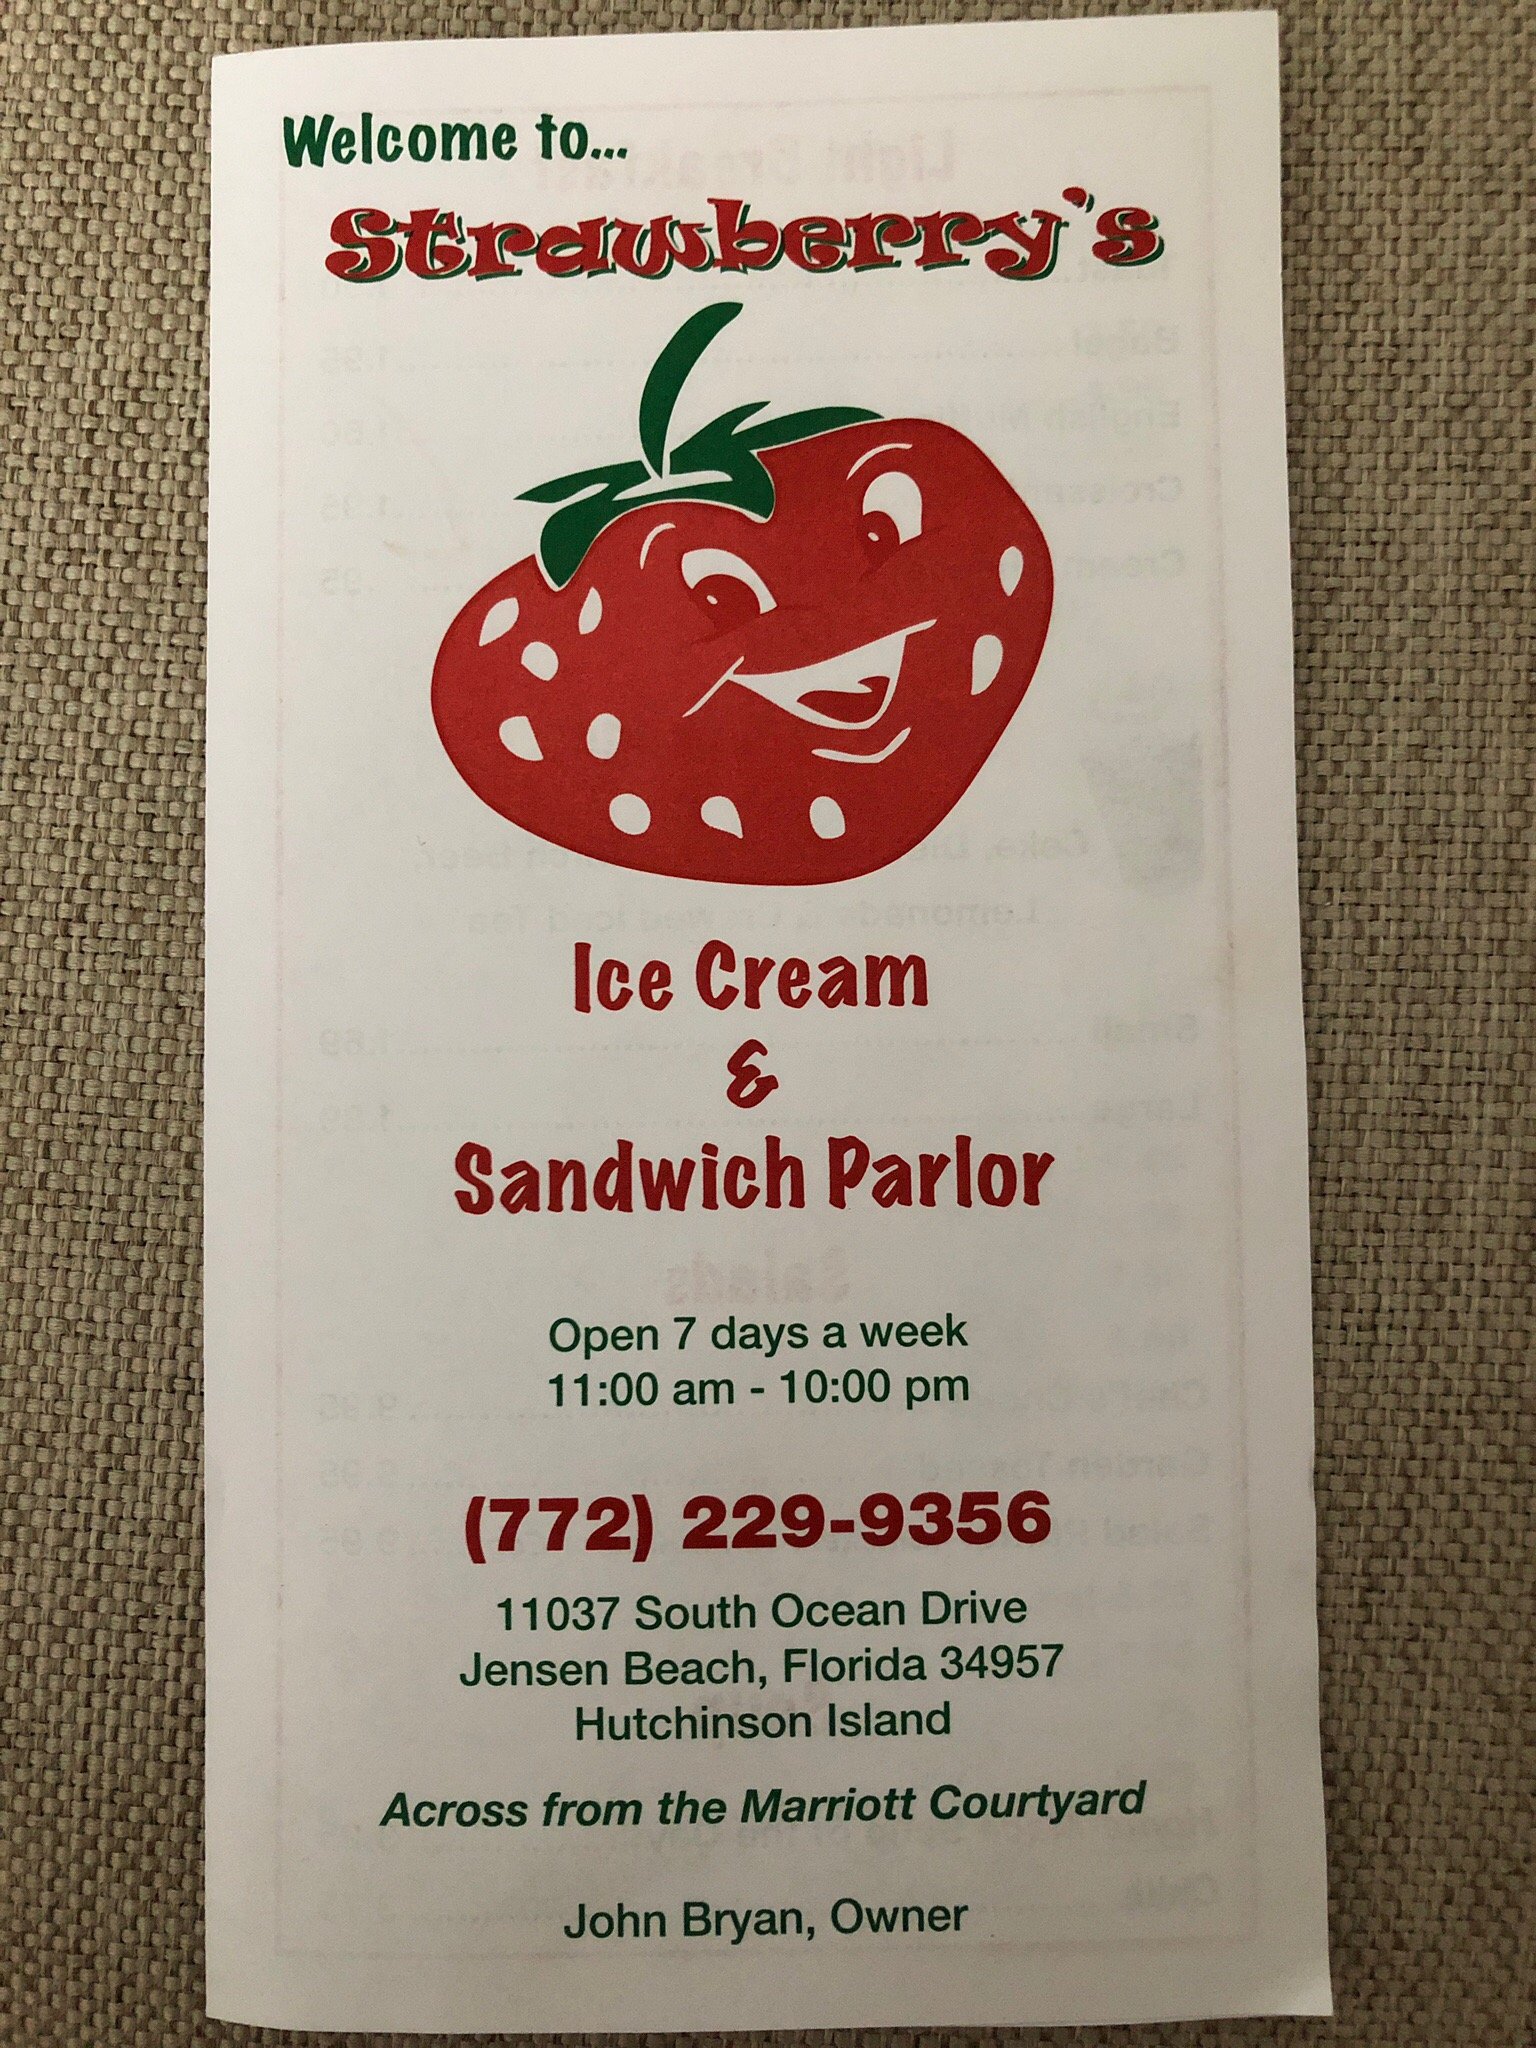 Welcome to...
Strawberry's
Ice Cream
&
Sandwich Parlor
Open 7 days a week
11:00 am - 10:00 pm
(772) 229-9356
11037 South Ocean Drive
Jensen Beach, Florida 34957
Hutchinson Island
Across from the Marriott Courtyard
John Bryan, Owner